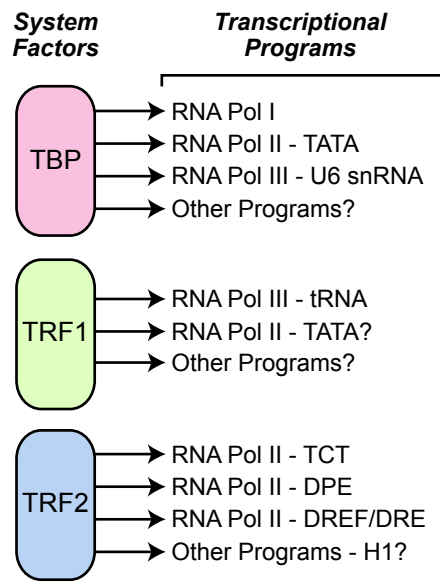 System Factors
Transcriptional Programs
TBP
RNA Pol I
RNA Pol II - TATA
RNA Pol III - U6 snRNA
Other Programs?
TRF1
RNA Pol III - tRNA
RNA Pol II - TATA?
Other Programs?
TRF2
RNA Pol II - TCT
RNA Pol II - DPE
RNA Pol II - DREF/DRE
Other Programs - H1?